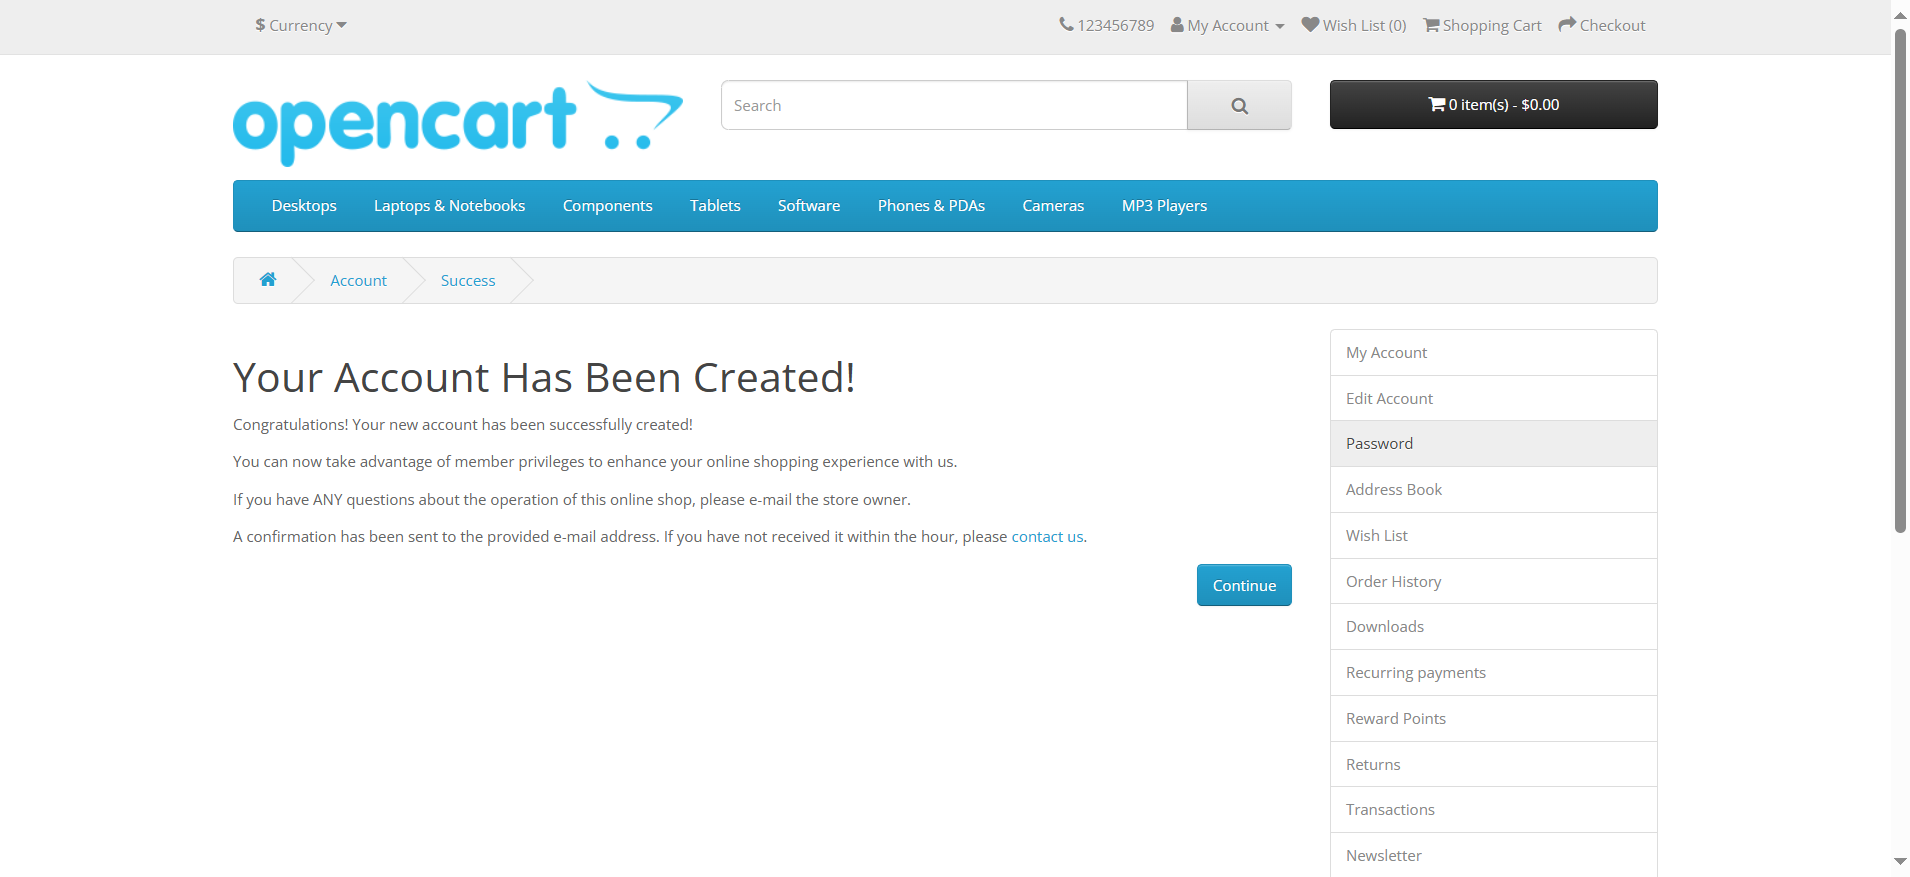 $ Currency
123456789 My Account Wish List (0) Shopping Cart Checkout
opencart
Search
0 item(s) - $0.00
Desktops Laptops & Notebooks Components Tablets Software Phones & PDAs Cameras MP3 Players
Account Success
Your Account Has Been Created!
Congratulations! Your new account has been successfully created!
You can now take advantage of member privileges to enhance your online shopping experience with us.
If you have ANY questions about the operation of this online shop, please e-mail the store owner.
A confirmation has been sent to the provided e-mail address. If you have not received it within the hour, please contact us.
Continue
My Account
Edit Account
Password
Address Book
Wish List
Order History
Downloads
Recurring payments
Reward Points
Returns
Transactions
Newsletter